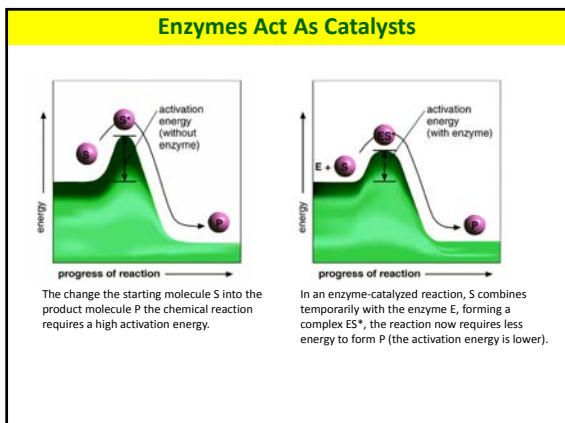 Enzymes Act As Catalysts
activation
energy
(without
enzyme)
S*
S
P
energy
progress of reaction
activation
energy
(with enzyme)
ES*
E +
S
P
energy
progress of reaction
The change the starting molecule S into the
product molecule P the chemical reaction
requires a high activation energy.
In an enzyme-catalyzed reaction, S combines
temporarily with the enzyme E, forming a
complex ES*, the reaction now requires less
energy to form P (the activation energy is lower).